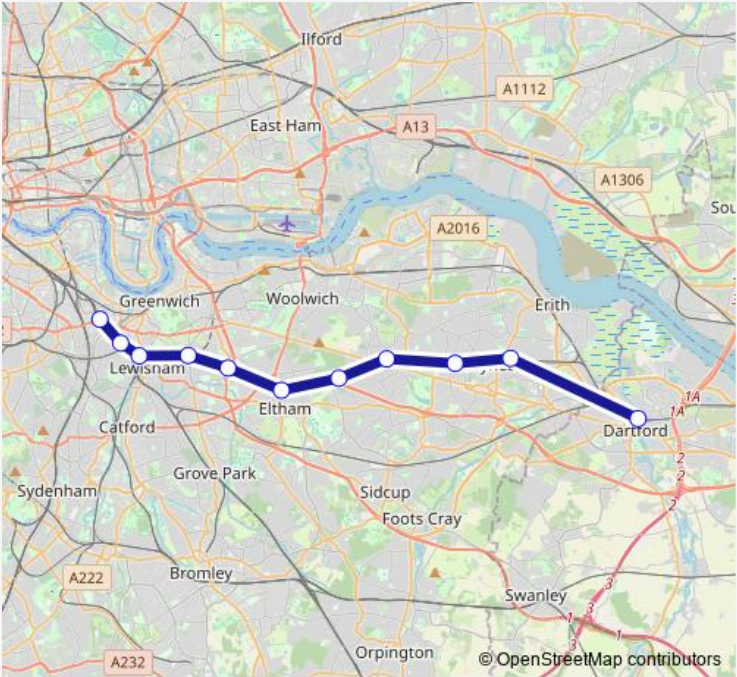 Ilford
A1112
East Ham
A13
A1306
Sou
A2016
Greenwich
Woolwich
Erith
Lewisham
1A
Eltham
1A
Catford
Dartford
2
Grove Park
2
Sydenham
Sidcup
2
Foots Cray
A222
Bromley
3
Swanley
3
1
3
1
Orpington
A232
© OpenStreetMap contributors